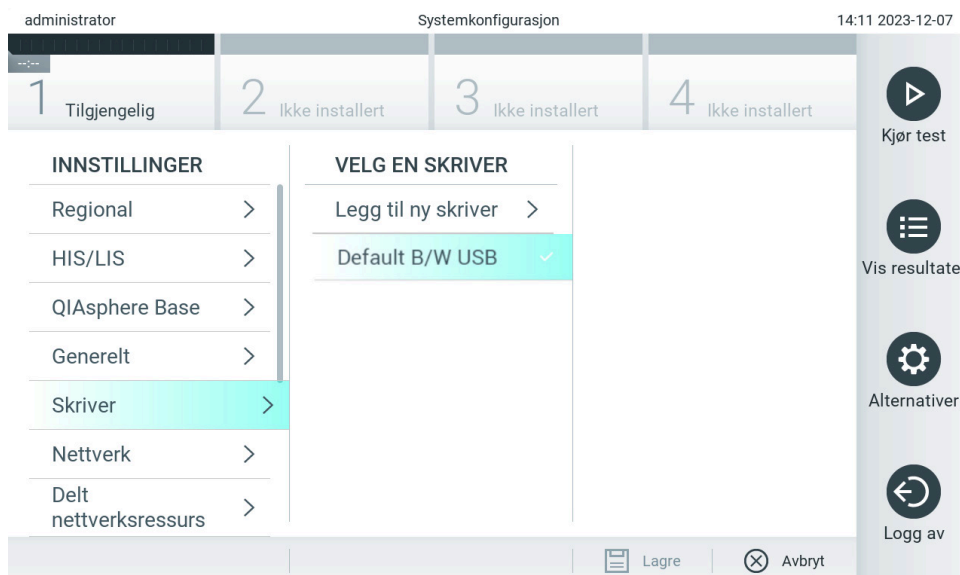 administrator Systemkonfigurasjon 14:11 2023-12-07
--:--
1 Tilgjengelig 2 Ikke installert 3 Ikke installert 4 Ikke installert
Kjør test
INNSTILLINGER VELG EN SKRIVER
Regional Legg til ny skriver
HIS/LIS Default B/W USB
Vis resultate
QIAsphere Base
Generelt
Skriver
Alternativer
Nettverk
Delt
nettverksressurs
Logg av
Lagre Avbryt